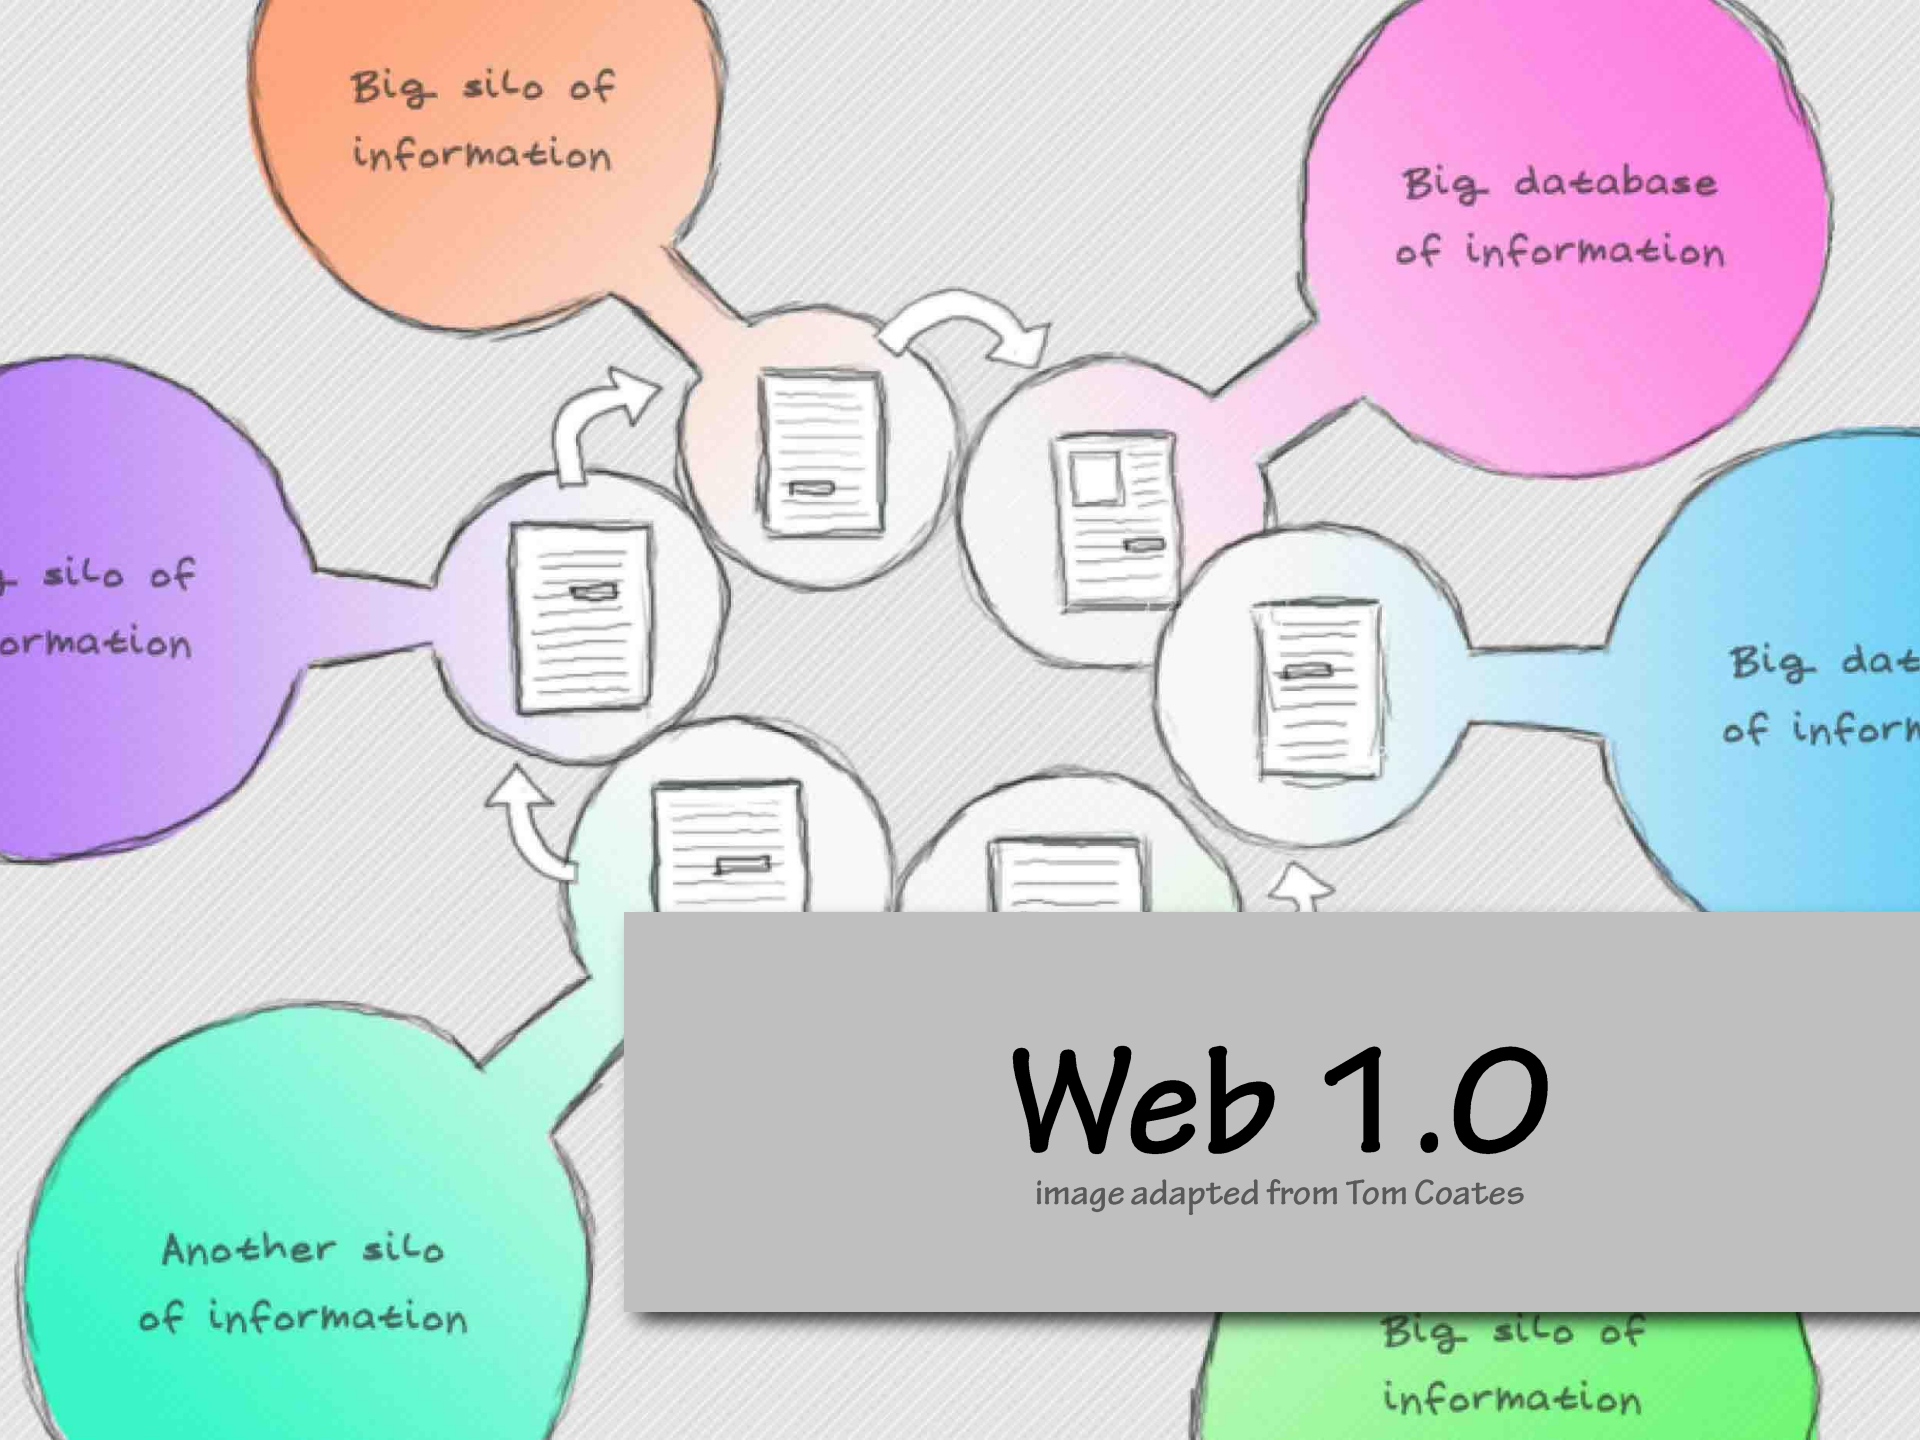 Big silo of
information
Big database
of information
silo of
ormation
Big dat
of inform
Web 1.0
image adapted from Tom Coates
Another silo
of information
Big silo of
information